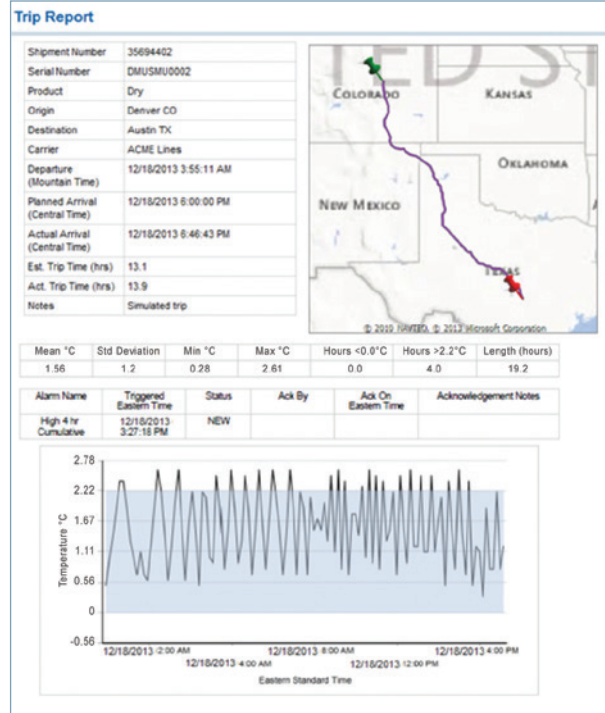 Trip Report
Shipment Number 35694402
Serial Number DMUSMU0002
Product Dry
Origin Denver CO
Destination Austin TX
Carrier ACME Lines
Departure
(Mountain Time) 12/18/2013 3:55:11 AM
Planned Arrival
(Central Time) 12/18/2013 6:00:00 PM
Actual Arrival
(Central Time) 12/18/2013 6:46:43 PM
Est. Trip Time (hrs) 13.1
Act. Trip Time (hrs) 13.9
Notes Simulated trip
TED ST
COLORADO
KANSAS
OKLAHOMA
NEW MEXICO
TEXAS
© 2010 NAVTEQ, © 2013 Microsoft Corporation
Mean °C Std Deviation Min °C Max °C Hours <0.0°C Hours >2.2°C Length (hours)
1.56 1.2 0.28 2.61 0.0 4.0 19.2
Alarm Name Triggered Eastern Time Status Ack By Ack On Eastern Time Acknowledgement Notes
High 4 hr Cumulative 12/18/2013 3:27:18 PM NEW
Temperature °C
2.78
2.22
1.67
1.11
0.56
0
-0.56
12/18/2013 2:00 AM
12/18/2013 4:00 AM
12/18/2013 8:00 AM
12/18/2013 12:00 PM
12/18/2013 4:00 PM
Eastern Standard Time